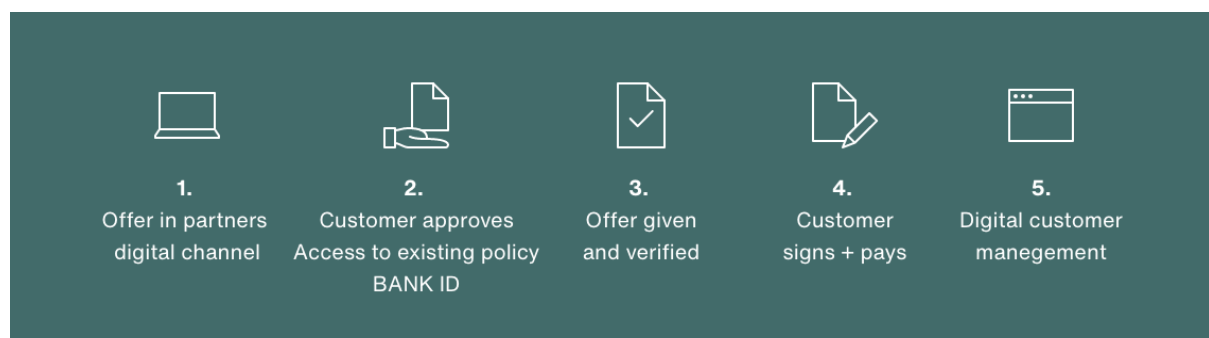 1.
Offer in partners
digital channel
2.
Customer approves
Access to existing policy
BANK ID
3.
Offer given
and verified
4.
Customer
signs + pays
5.
Digital customer
manegement